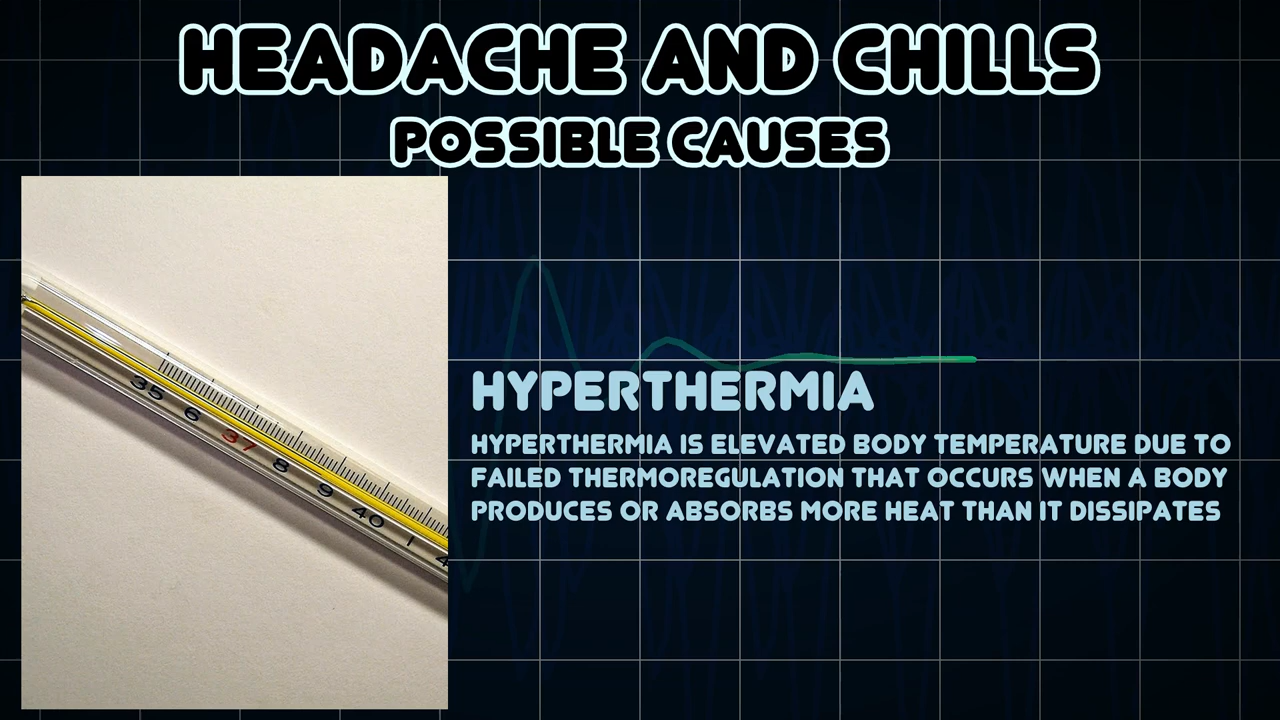 HEADACHE AND CHILLS
POSSIBLE CAUSES
35 6 37 8 9 40 1
HYPERTHERMIA
HYPERTHERMIA IS ELEVATED BODY TEMPERATURE DUE TO
FAILED THERMOREGULATION THAT OCCURS WHEN A BODY
PRODUCES OR ABSORBS MORE HEAT THAN IT DISSIPATES